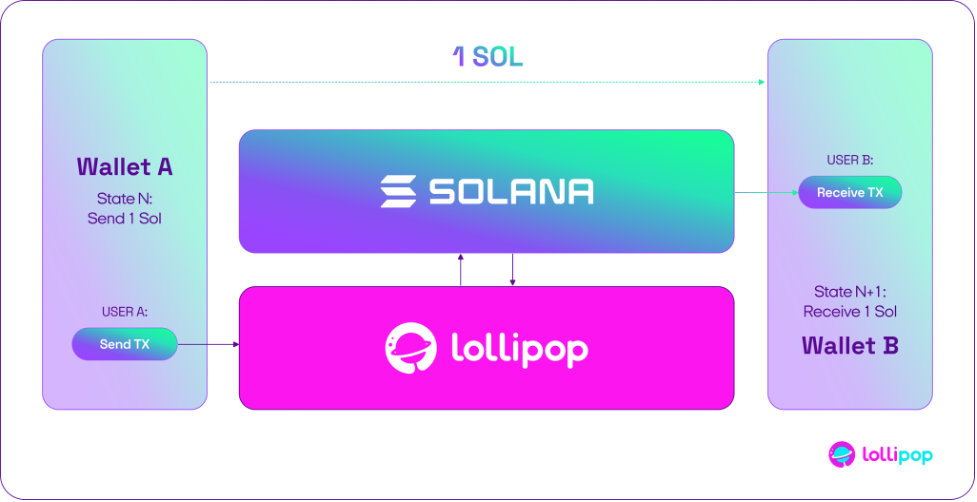 1 SOL
Wallet A
State N:
Send 1 Sol
USER A:
Send TX
SOLANA
lollipop
USER B:
Receive TX
State N+1:
Receive 1 Sol
Wallet B
lollipop